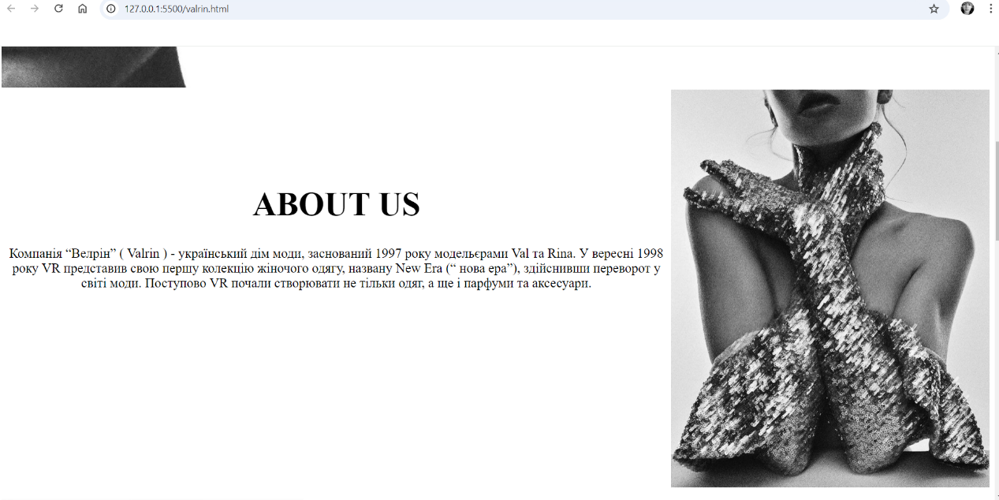 127.0.0.1:5500/valrin.html
ABOUT US
Компанія “Велрін” ( Valrin ) - український дім моди, заснований 1997 року модельєрами Val та Rina. У вересні 1998
року VR представив свою першу колекцію жіночого одягу, названу New Era (“ нова ера”), здійснивши переворот у
світі моди. Поступово VR почали створювати не тільки одяг, а ще і парфуми та аксесуари.